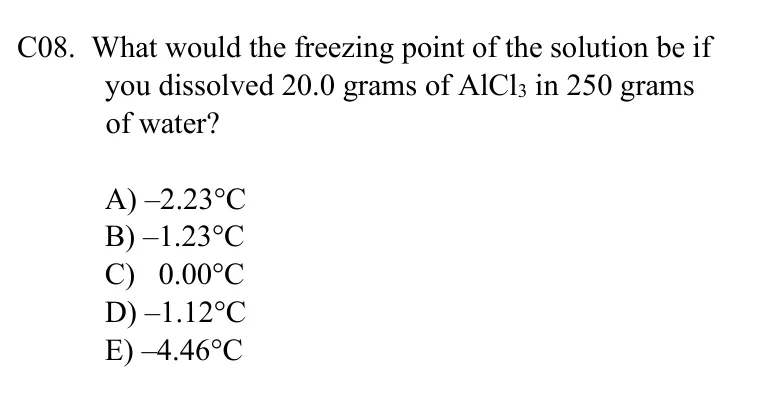 C08. What would the freezing point of the solution be if
you dissolved 20.0 grams of AlCl₃ in 250 grams
of water?
A) –2.23°C
B) –1.23°C
C) 0.00°C
D) –1.12°C
E) –4.46°C